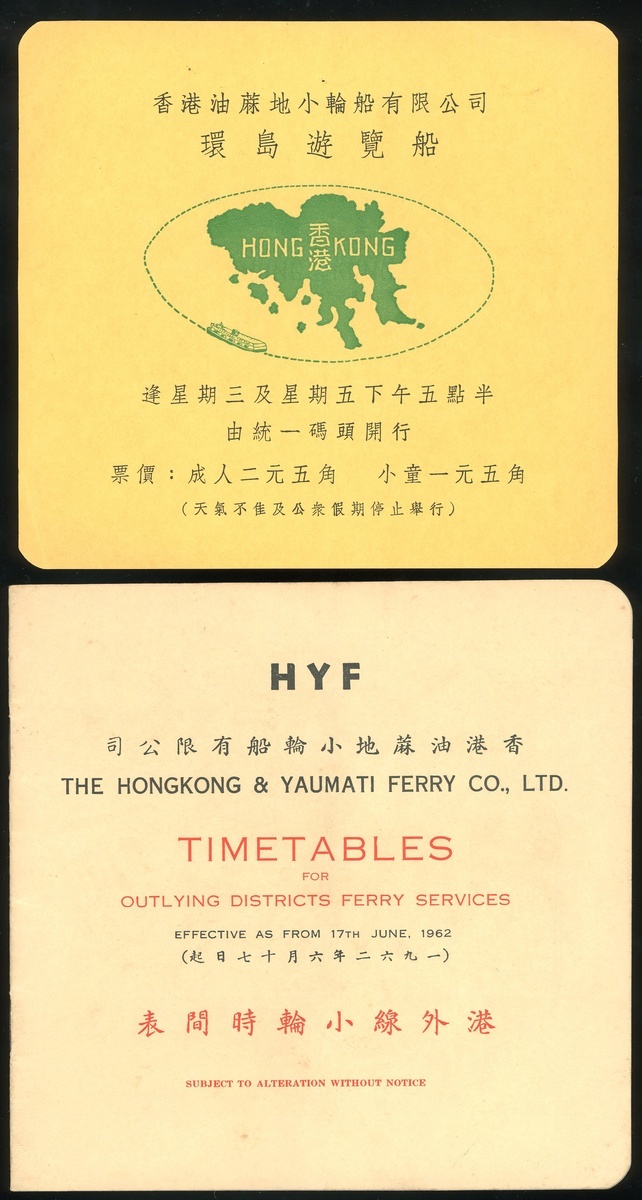 香港油蔴地小輪船有限公司
環島遊覽船
HONG 香港 KONG
逢星期三及星期五下午五點半
由統一碼頭開行
票價：成人二元五角 小童一元五角
(天氣不佳及公衆假期停止舉行)
HYF
香港油蔴地小輪船有限公司
THE HONGKONG & YAUMATI FERRY CO., LTD.
TIMETABLES
FOR
OUTLYING DISTRICTS FERRY SERVICES
EFFECTIVE AS FROM 17TH JUNE, 1962
(一九六二年六月十七日起)
港外線小輪時間表
SUBJECT TO ALTERATION WITHOUT NOTICE